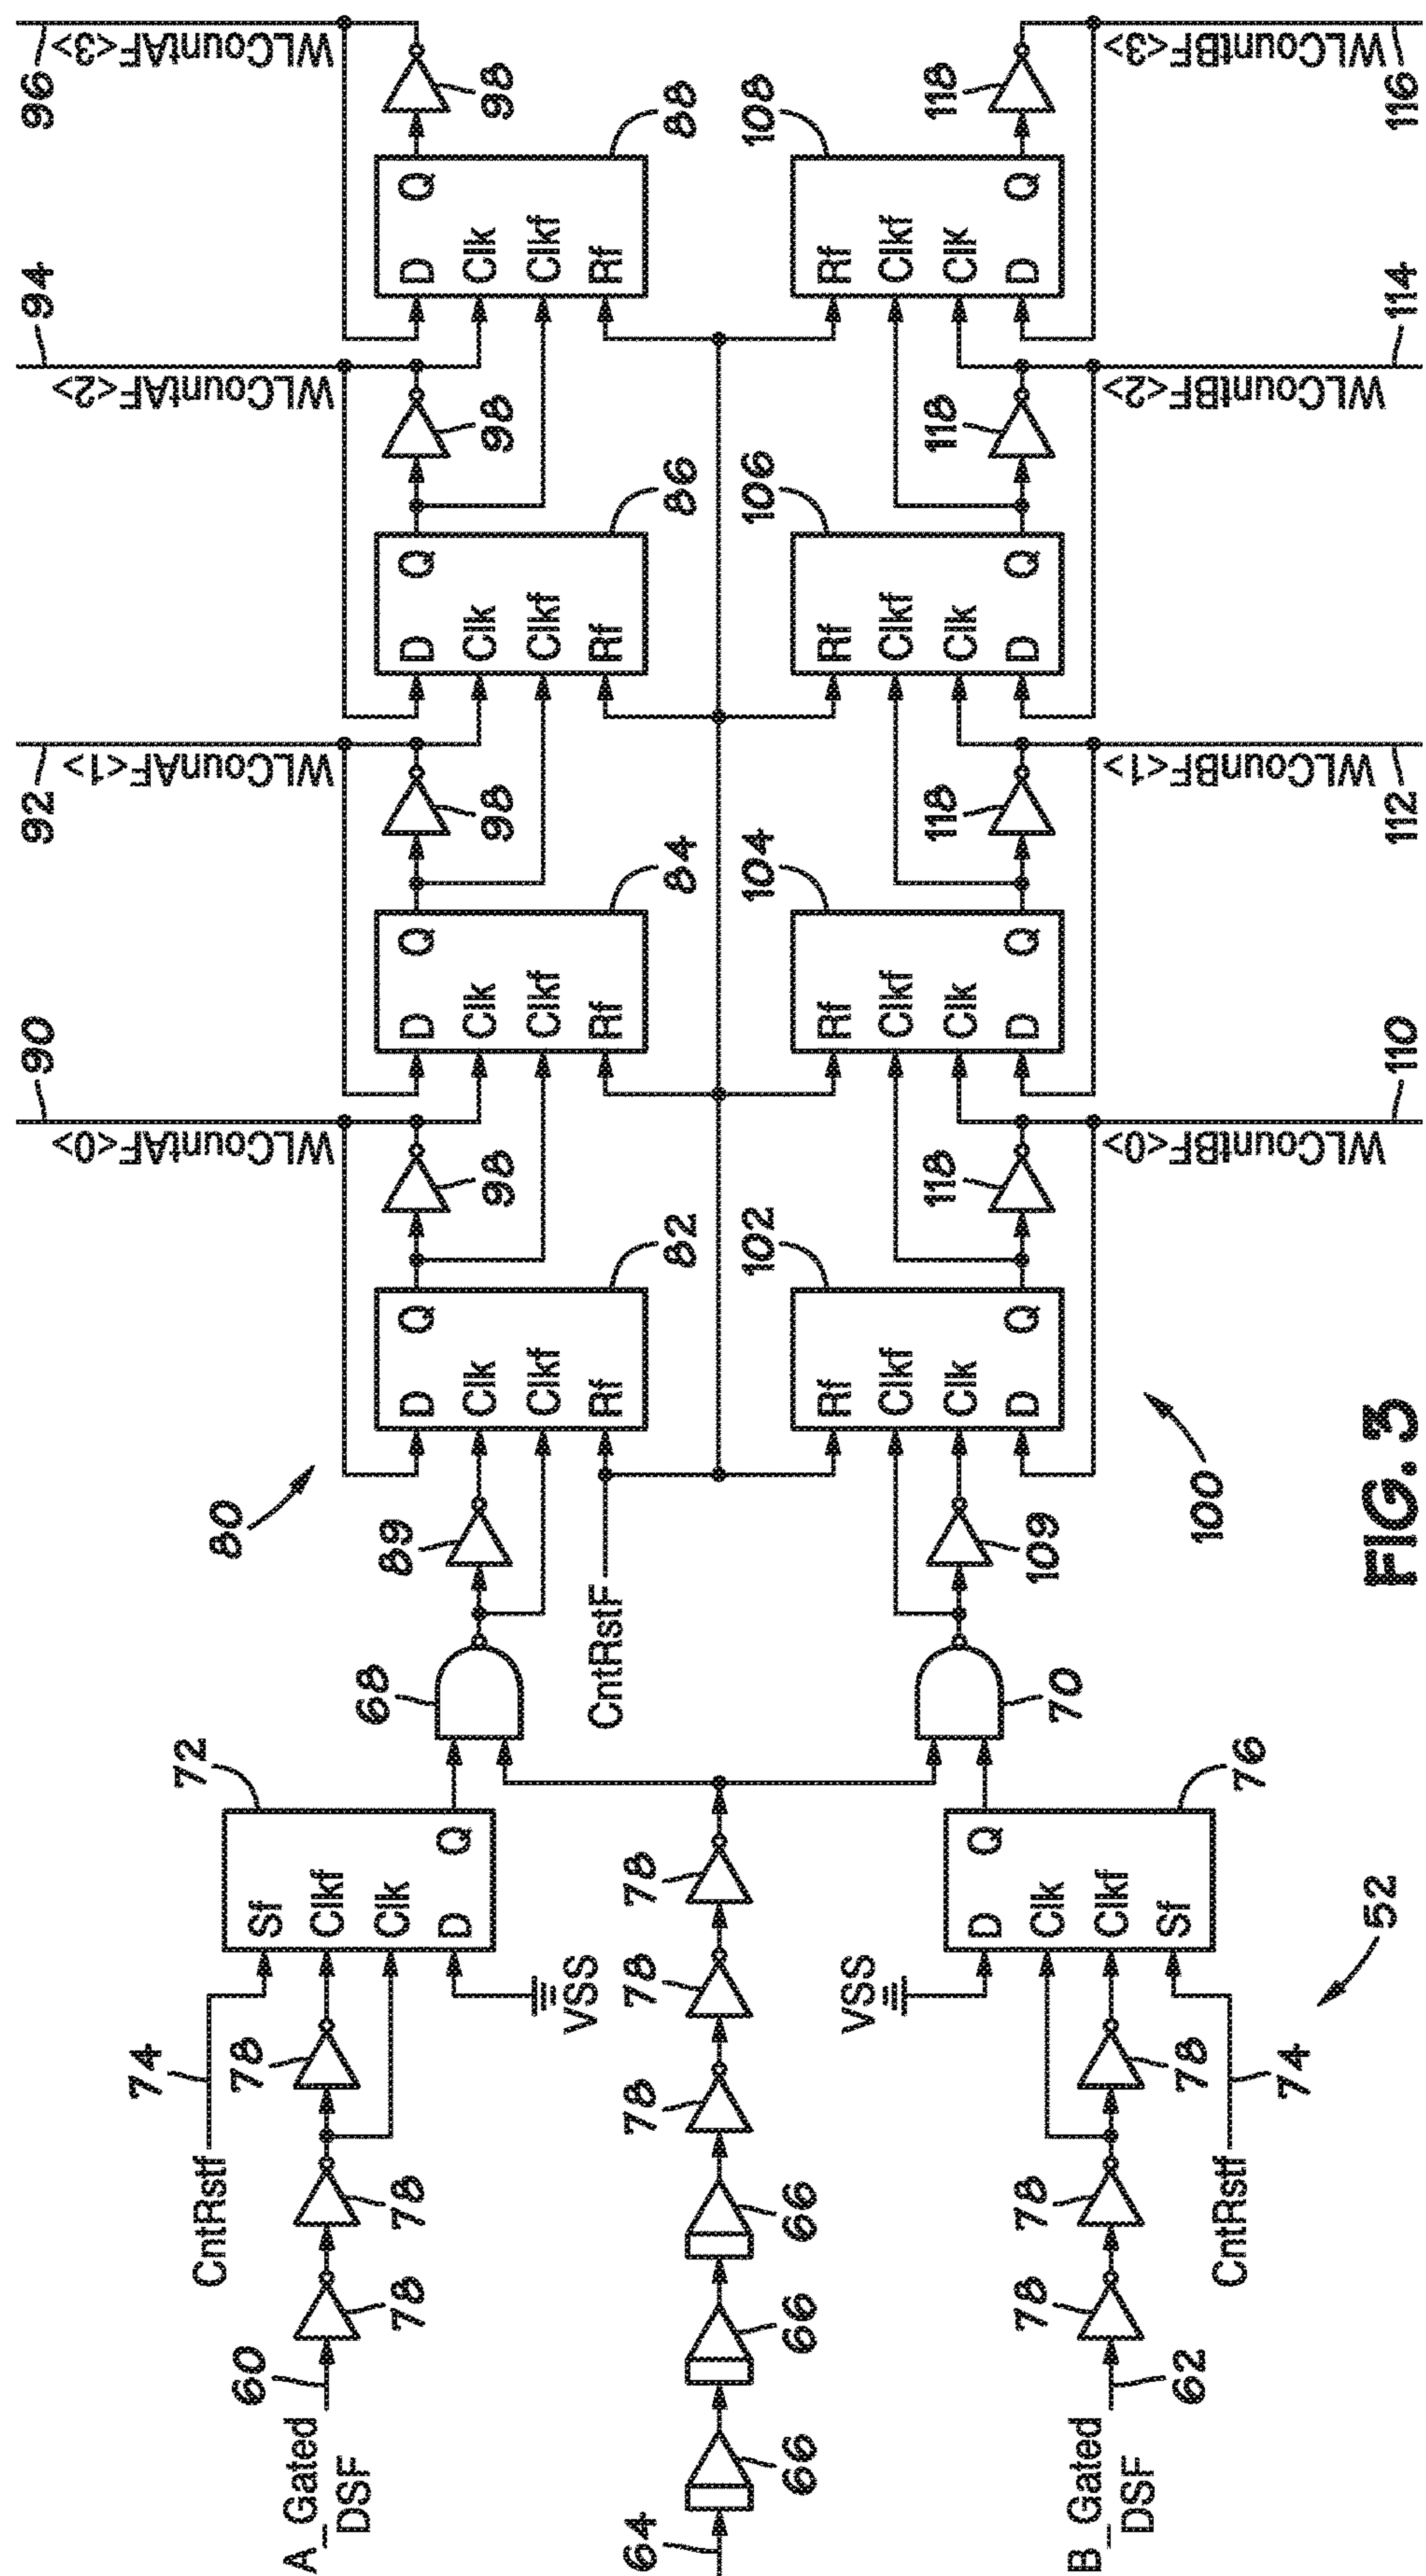 96
94
92
90
WLCountAF<3>
WLCountAF<2>
WLCountAF<1>
WLCountAF<0>
80
74
CntRstf
72
60
A_Gated
DSF
78
78
78
Sf
Clkf
Clk
D
Q
VSS
68
89
D
Clk
Clkf
Rf
Q
82
98
D
Clk
Clkf
Rf
Q
84
98
D
Clk
Clkf
Rf
Q
86
98
D
Clk
Clkf
Rf
Q
88
98
CntRstF
64
66
66
66
78
78
78
VSS
D
Clk
Clkf
Sf
Q
76
70
109
102
Rf
Clkf
Clk
D
Q
118
104
Rf
Clkf
Clk
D
Q
118
106
Rf
Clkf
Clk
D
Q
118
108
Rf
Clkf
Clk
D
Q
118
B_Gated
DSF
62
78
78
78
CntRstf
74
52
100
WLCountBF<0>
WLCountBF<1>
WLCountBF<2>
WLCountBF<3>
110
112
114
116
FIG. 3